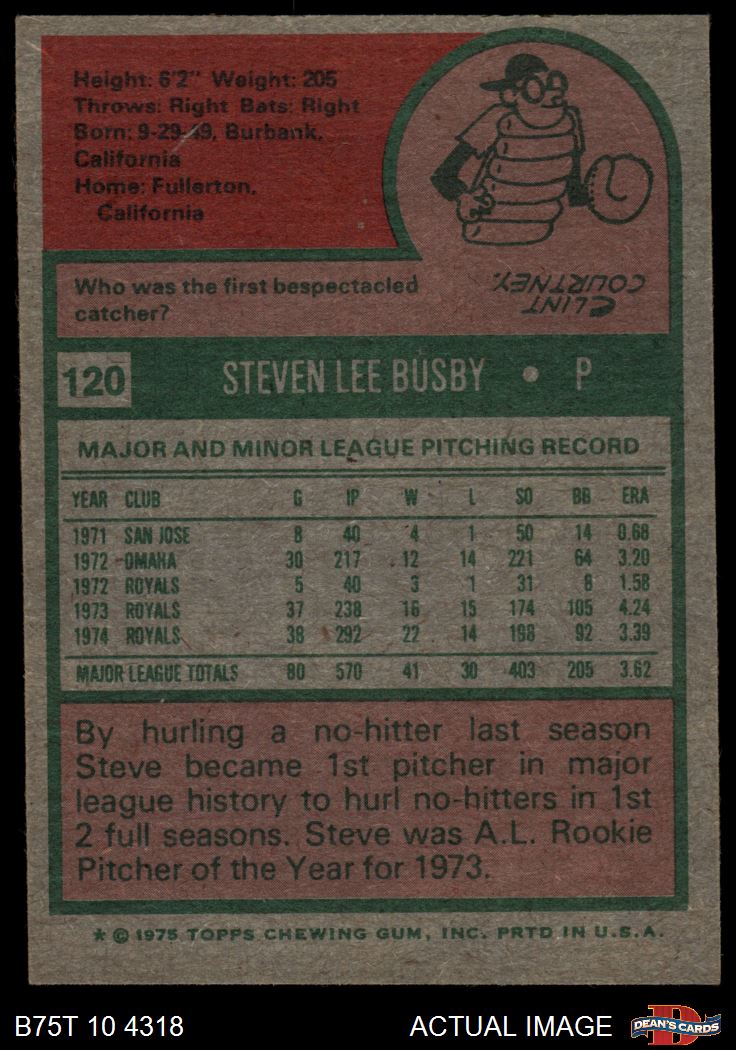 Height: 6'2" Weight: 205
Throws: Right Bats: Right
Born: 9-29-49, Burbank,
California
Home: Fullerton,
California
Who was the first bespectacled
catcher?
CLINT
COURTNEY.
120 STEVEN LEE BUSBY • P
MAJOR AND MINOR LEAGUE PITCHING RECORD
YEAR CLUB G IP W L SO BB ERA
1971 SAN JOSE 8 40 4 1 50 14 0.68
1972 OMAHA 30 217 12 14 221 64 3.20
1972 ROYALS 5 40 3 1 31 8 1.58
1973 ROYALS 37 238 16 15 174 105 4.24
1974 ROYALS 38 292 22 14 198 92 3.39
MAJOR LEAGUE TOTALS 80 570 41 30 403 205 3.62
By hurling a no-hitter last season
Steve became 1st pitcher in major
league history to hurl no-hitters in 1st
2 full seasons. Steve was A.L. Rookie
Pitcher of the Year for 1973.
* © 1975 TOPPS CHEWING GUM, INC. PRTD IN U.S.A.
B75T 10 4318 ACTUAL IMAGE DEAN'S CARDS